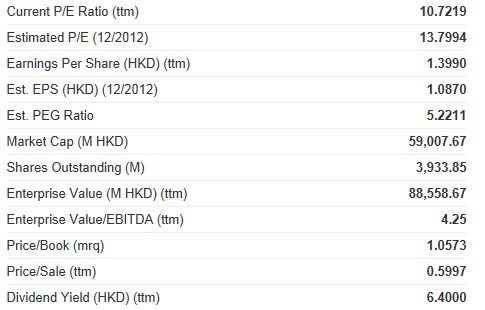 Current P/E Ratio (ttm) 10.7219
Estimated P/E (12/2012) 13.7994
Earnings Per Share (HKD) (ttm) 1.3990
Est. EPS (HKD) (12/2012) 1.0870
Est. PEG Ratio 5.2211
Market Cap (M HKD) 59,007.67
Shares Outstanding (M) 3,933.85
Enterprise Value (M HKD) (ttm) 88,558.67
Enterprise Value/EBITDA (ttm) 4.25
Price/Book (mrq) 1.0573
Price/Sale (ttm) 0.5997
Dividend Yield (HKD) (ttm) 6.4000